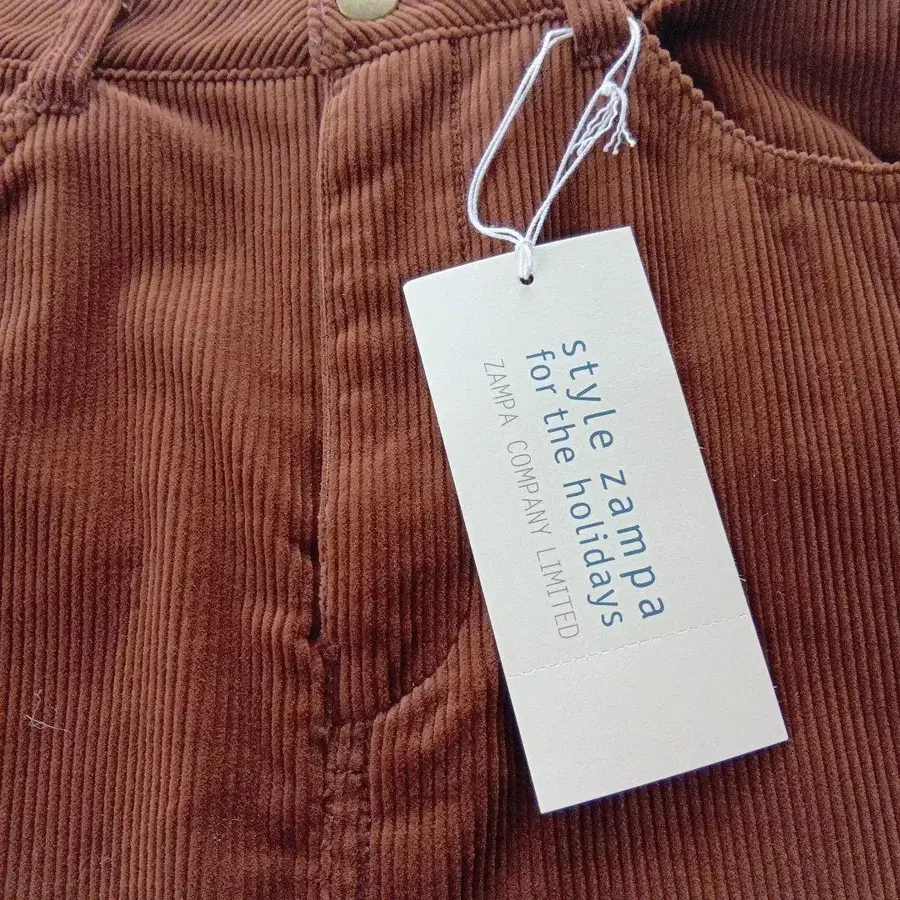 style zampa
for the holidays
ZAMPA COMPANY LIMITED